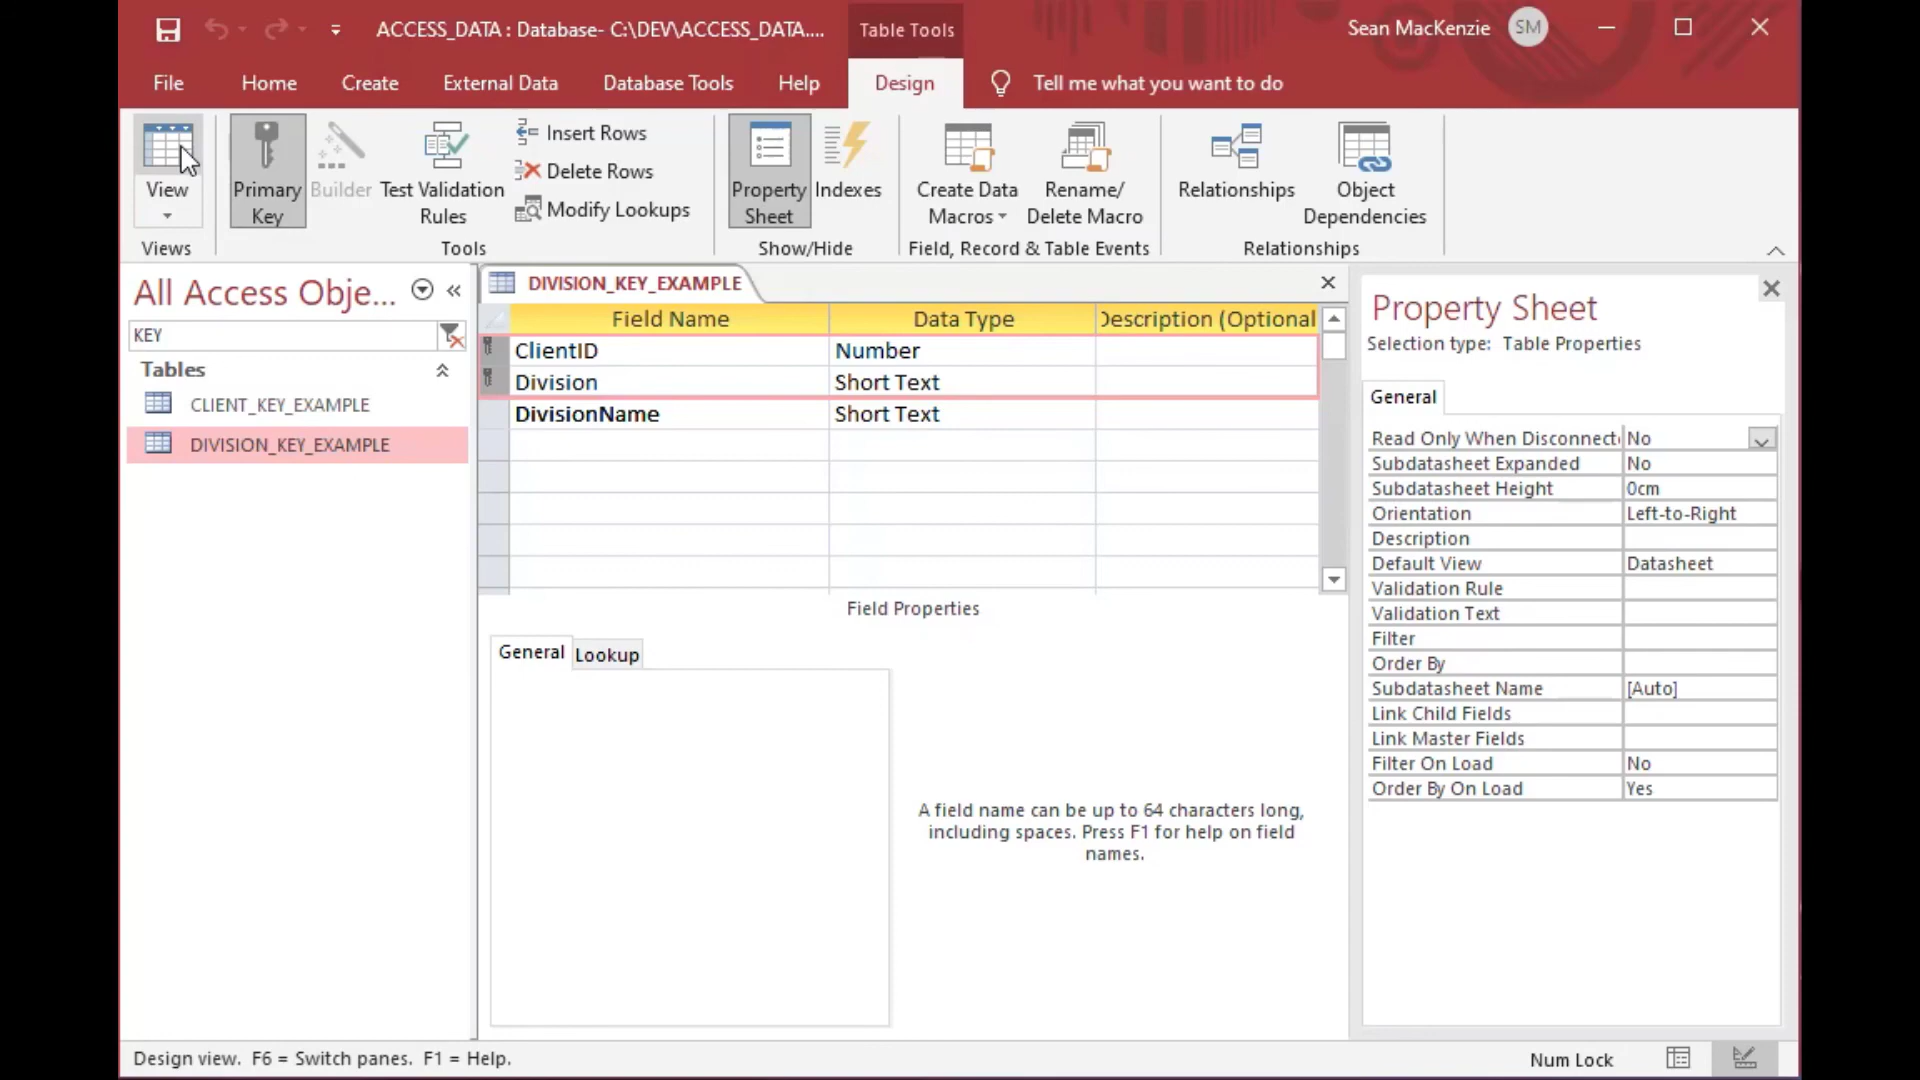 ACCESS_DATA : Database- C:\DEV\ACCESS_DATA....
Table Tools
Sean MacKenzie
SM
File
Home
Create
External Data
Database Tools
Help
Design
Tell me what you want to do
View
Primary
Key
Builder
Test Validation
Rules
Insert Rows
Delete Rows
Modify Lookups
Property
Sheet
Indexes
Create Data
Macros
Rename/
Delete Macro
Relationships
Object
Dependencies
Views
Tools
Show/Hide
Field, Record & Table Events
Relationships
All Access Obje...
KEY
Tables
CLIENT_KEY_EXAMPLE
DIVISION_KEY_EXAMPLE
DIVISION_KEY_EXAMPLE
Field Name Data Type Description (Optional
ClientID Number
Division Short Text
DivisionName Short Text
Field Properties
General Lookup
A field name can be up to 64 characters long,
including spaces. Press F1 for help on field
names.
Property Sheet
Selection type: Table Properties
General
Read Only When Disconnecte No
Subdatasheet Expanded No
Subdatasheet Height 0cm
Orientation Left-to-Right
Description
Default View Datasheet
Validation Rule
Validation Text
Filter
Order By
Subdatasheet Name [Auto]
Link Child Fields
Link Master Fields
Filter On Load No
Order By On Load Yes
Design view. F6 = Switch panes. F1 = Help.
Num Lock